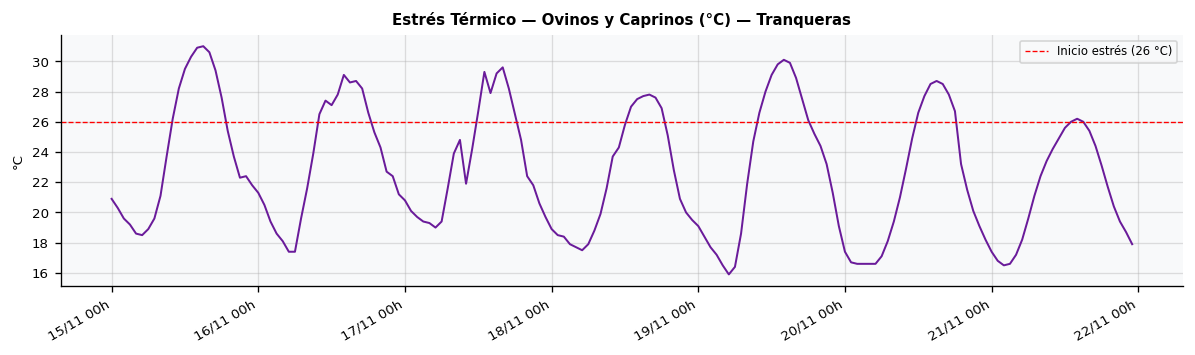 Estrés Térmico — Ovinos y Caprinos (°C) — Tranqueras
Inicio estrés (26 °C)
°C
30
28
26
24
22
20
18
16
15/11 00h
16/11 00h
17/11 00h
18/11 00h
19/11 00h
20/11 00h
21/11 00h
22/11 00h